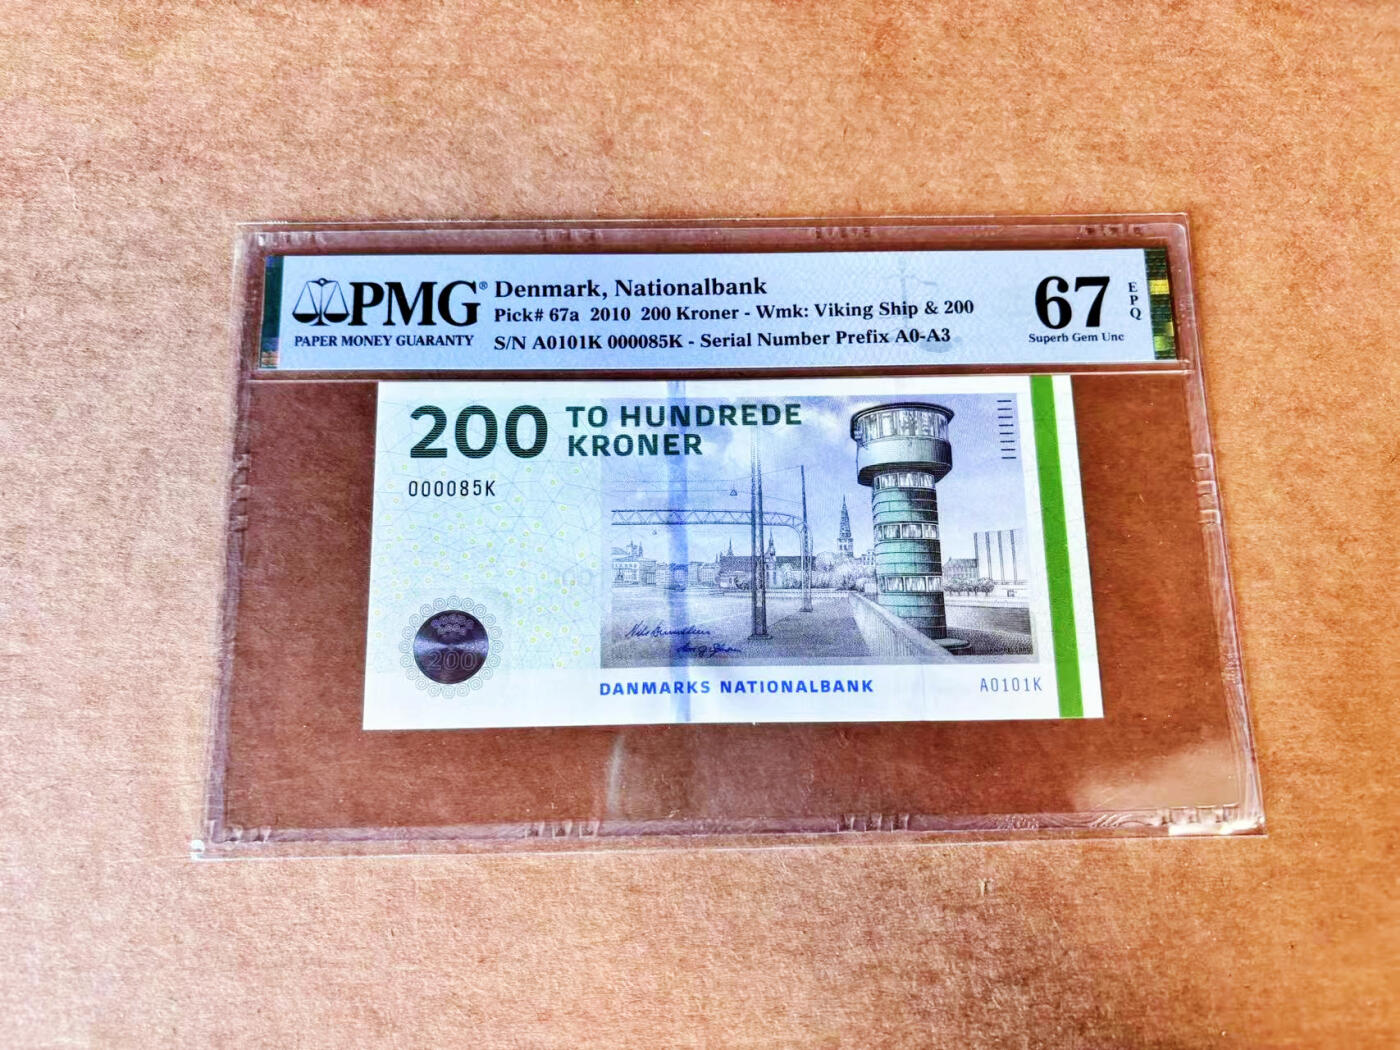 PMG®
PAPER MONEY GUARANTY
Denmark, Nationalbank
Pick# 67a 2010 200 Kroner - Wmk: Viking Ship & 200
S/N A0101K 000085K - Serial Number Prefix A0-A3
67
EPQ
Superb Gem Unc
200 TO HUNDREDE
KRONER
000085K
200
DANMARKS NATIONALBANK
A0101K